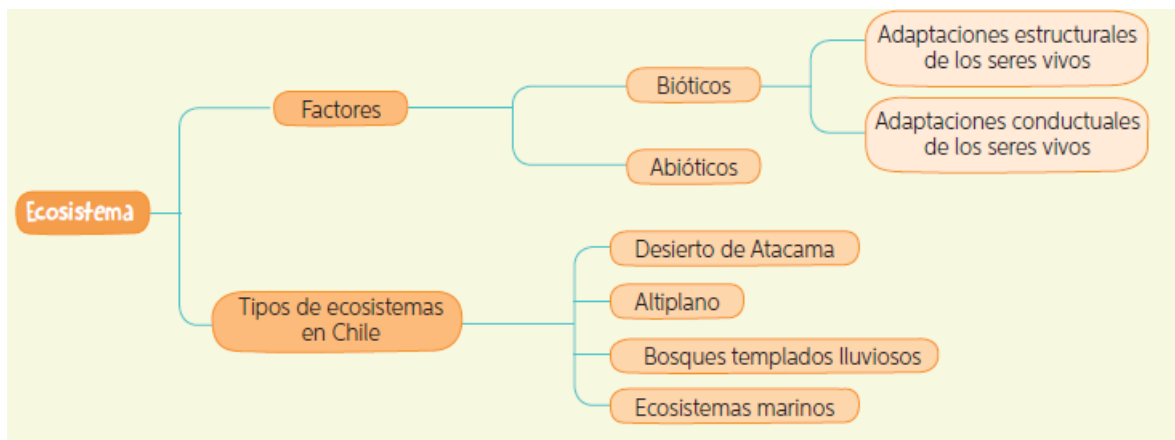 Ecosistema
Factores
Bióticos
Adaptaciones estructurales
de los seres vivos
Adaptaciones conductuales
de los seres vivos
Abióticos
Tipos de ecosistemas
en Chile
Desierto de Atacama
Altiplano
Bosques templados lluviosos
Ecosistemas marinos